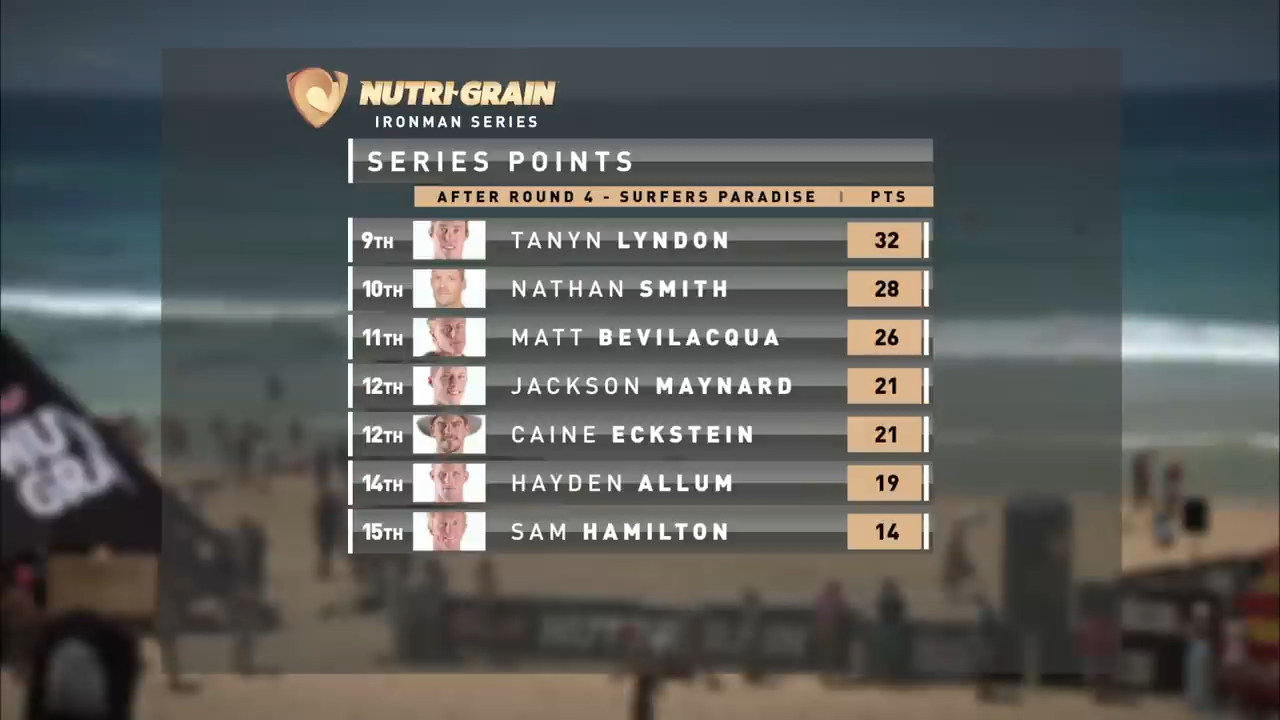 NUTRI-GRAIN
IRONMAN SERIES
SERIES POINTS
AFTER ROUND 4 - SURFERS PARADISE | PTS
9TH TANYN LYNDON 32
10TH NATHAN SMITH 28
11TH MATT BEVILACQUA 26
12TH JACKSON MAYNARD 21
12TH CAINE ECKSTEIN 21
14TH HAYDEN ALLUM 19
15TH SAM HAMILTON 14